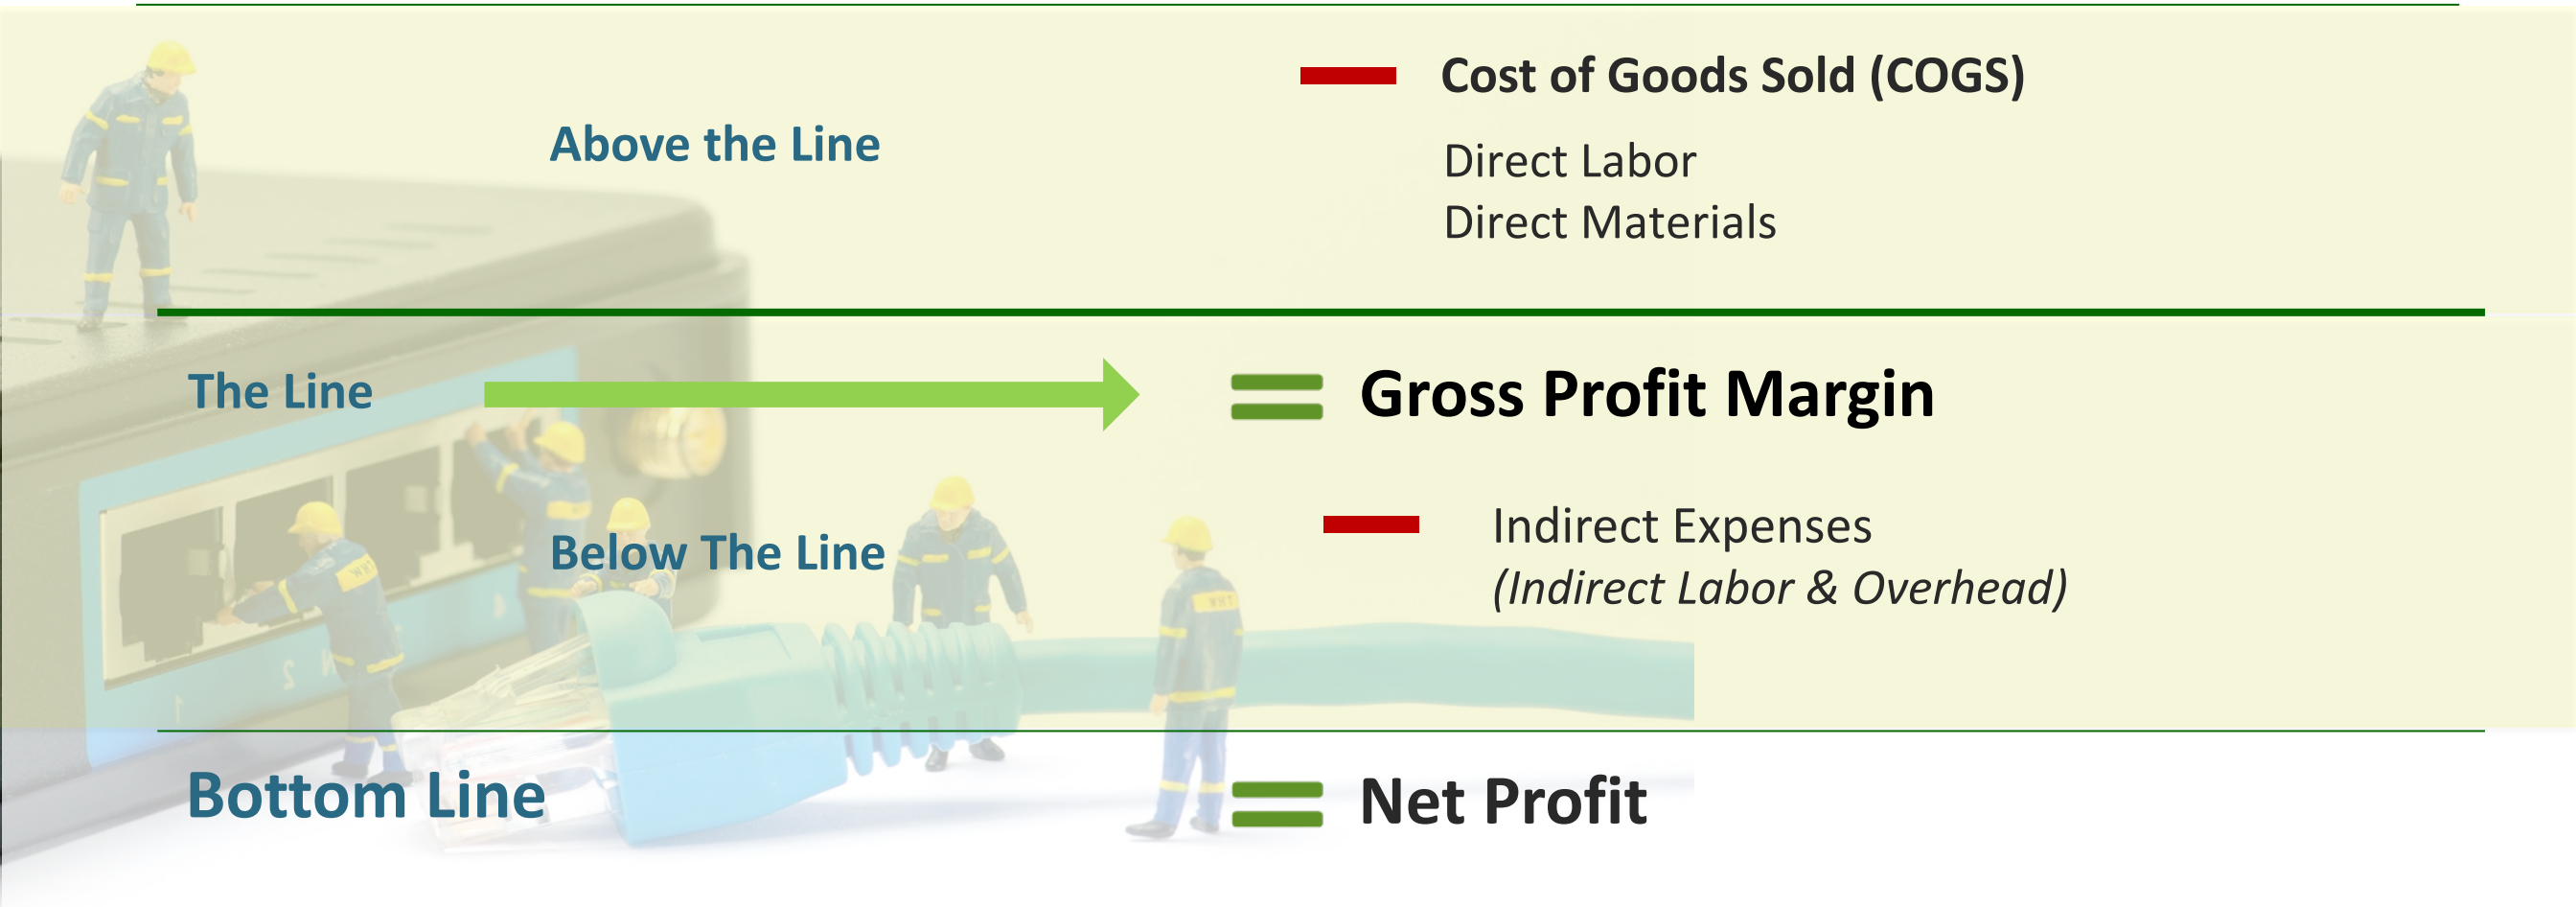 Cost of Goods Sold (COGS)
Above the Line
Direct Labor
Direct Materials
The Line
Gross Profit Margin
Below The Line
Indirect Expenses
(Indirect Labor & Overhead)
Bottom Line
Net Profit